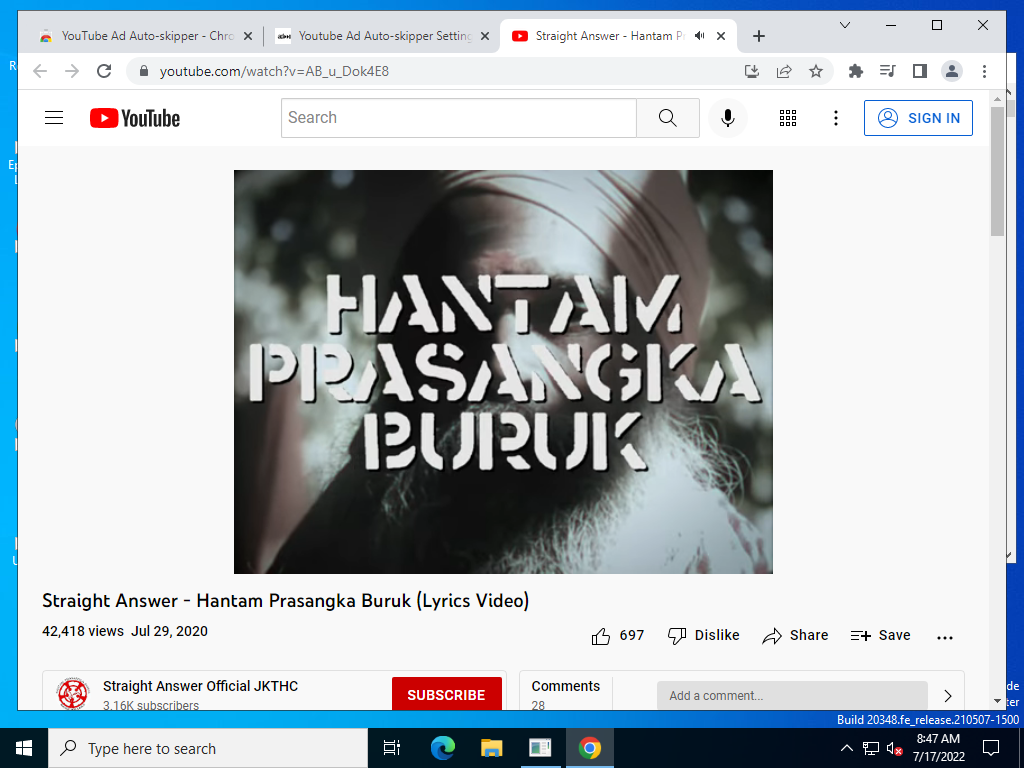 YouTube Ad Auto-skipper - Chro
Youtube Ad Auto-skipper Setting
Straight Answer - Hantam P
youtube.com/watch?v=AB_u_Dok4E8
YouTube
Search
SIGN IN
HANTAM
PRASANGKA
BURUK
Straight Answer - Hantam Prasangka Buruk (Lyrics Video)
42,418 views Jul 29, 2020
697
Dislike
Share
Save
Straight Answer Official JKTHC
3.16K subscribers
SUBSCRIBE
Comments
28
Add a comment...
Build 20348.fe_release.210507-1500
Type here to search
8:47 AM
7/17/2022